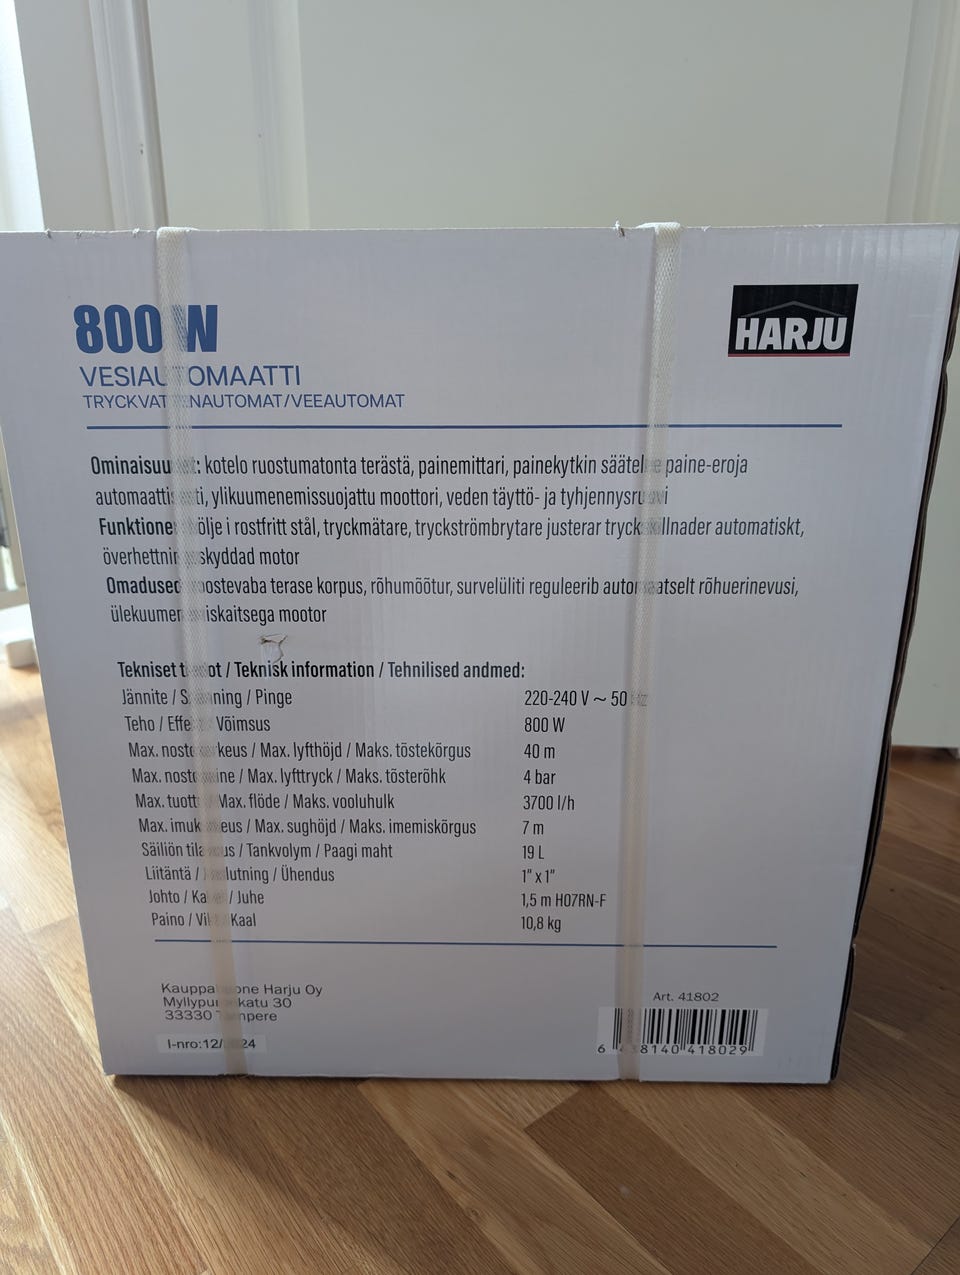 800 W
HARJU
VESIAUTOMAATTI
TRYCKVATTENAUTOMAT/VEEAUTOMAT
Ominaisuudet: kotelo ruostumatonta terästä, painemittari, painekytkin säätelee paine-eroja
automaattisesti, ylikuumenemissuojattu moottori, veden täyttö- ja tyhjennysruuvi
Funktioner: hölje i rostfritt stål, tryckmätare, tryckströmbrytare justerar tryckskillnader automatiskt,
överhettningsskyddad motor
Omadused: roostevaba terase korpus, rõhumõõtur, survelüliti reguleerib automaatselt rõhuerinevusi,
ülekuumenemiskaitsega mootor
Tekniset tiedot / Teknisk information / Tehnilised andmed:
Jännite / Spänning / Pinge 220-240 V ~ 50 Hz
Teho / Effekt / Võimsus 800 W
Max. nostokorkeus / Max. lyfthöjd / Maks. tõstekõrgus 40 m
Max. nostopaine / Max. lyfttryck / Maks. tõsterõhk 4 bar
Max. tuotto / Max. flöde / Maks. vooluhulk 3700 l/h
Max. imukorkeus / Max. sughöjd / Maks. imemiskõrgus 7 m
Säiliön tilavuus / Tankvolym / Paagi maht 19 L
Liitäntä / Anslutning / Ühendus 1" x 1"
Johto / Kabel / Juhe 1,5 m H07RN-F
Paino / Vikt / Kaal 10,8 kg
Kauppahuone Harju Oy
Myllypuronkatu 30
33330 Tampere
I-nro:12/2024
Art. 41802
6 438140 418029